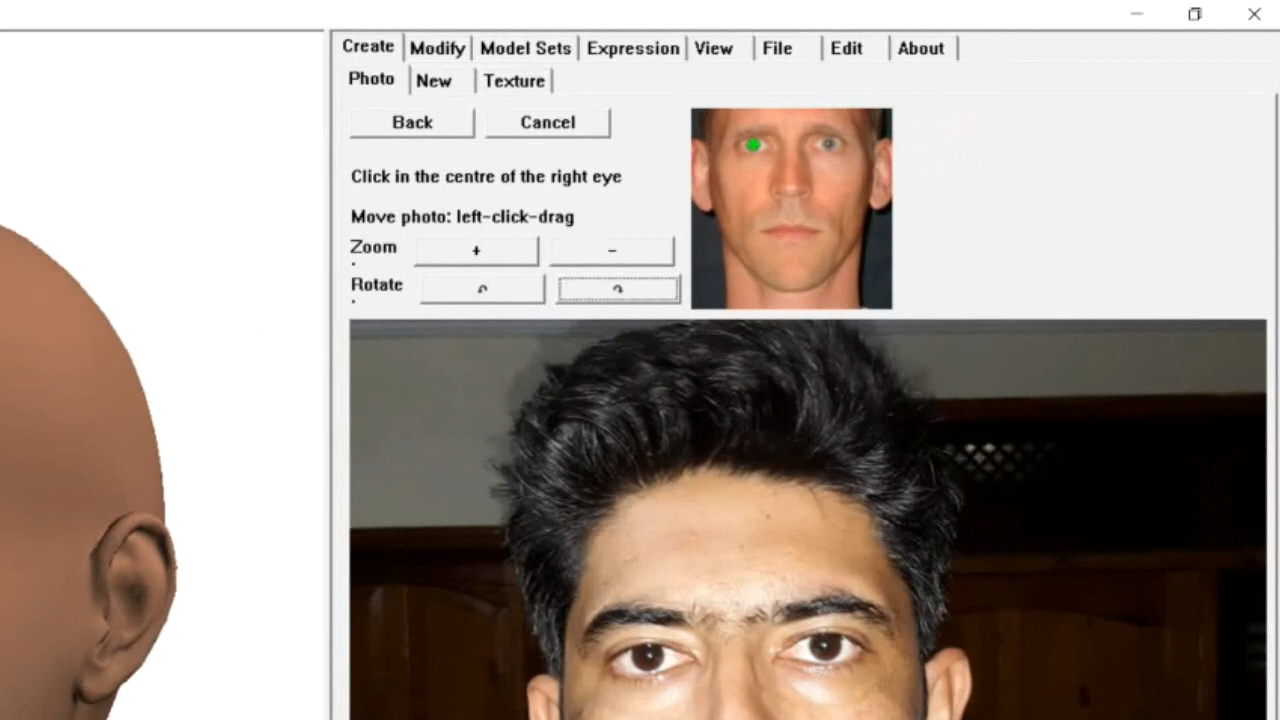 Create Modify Model Sets Expression View File Edit About
Photo New Texture
Back Cancel
Click in the centre of the right eye
Move photo: left-click-drag
Zoom + -
Rotate